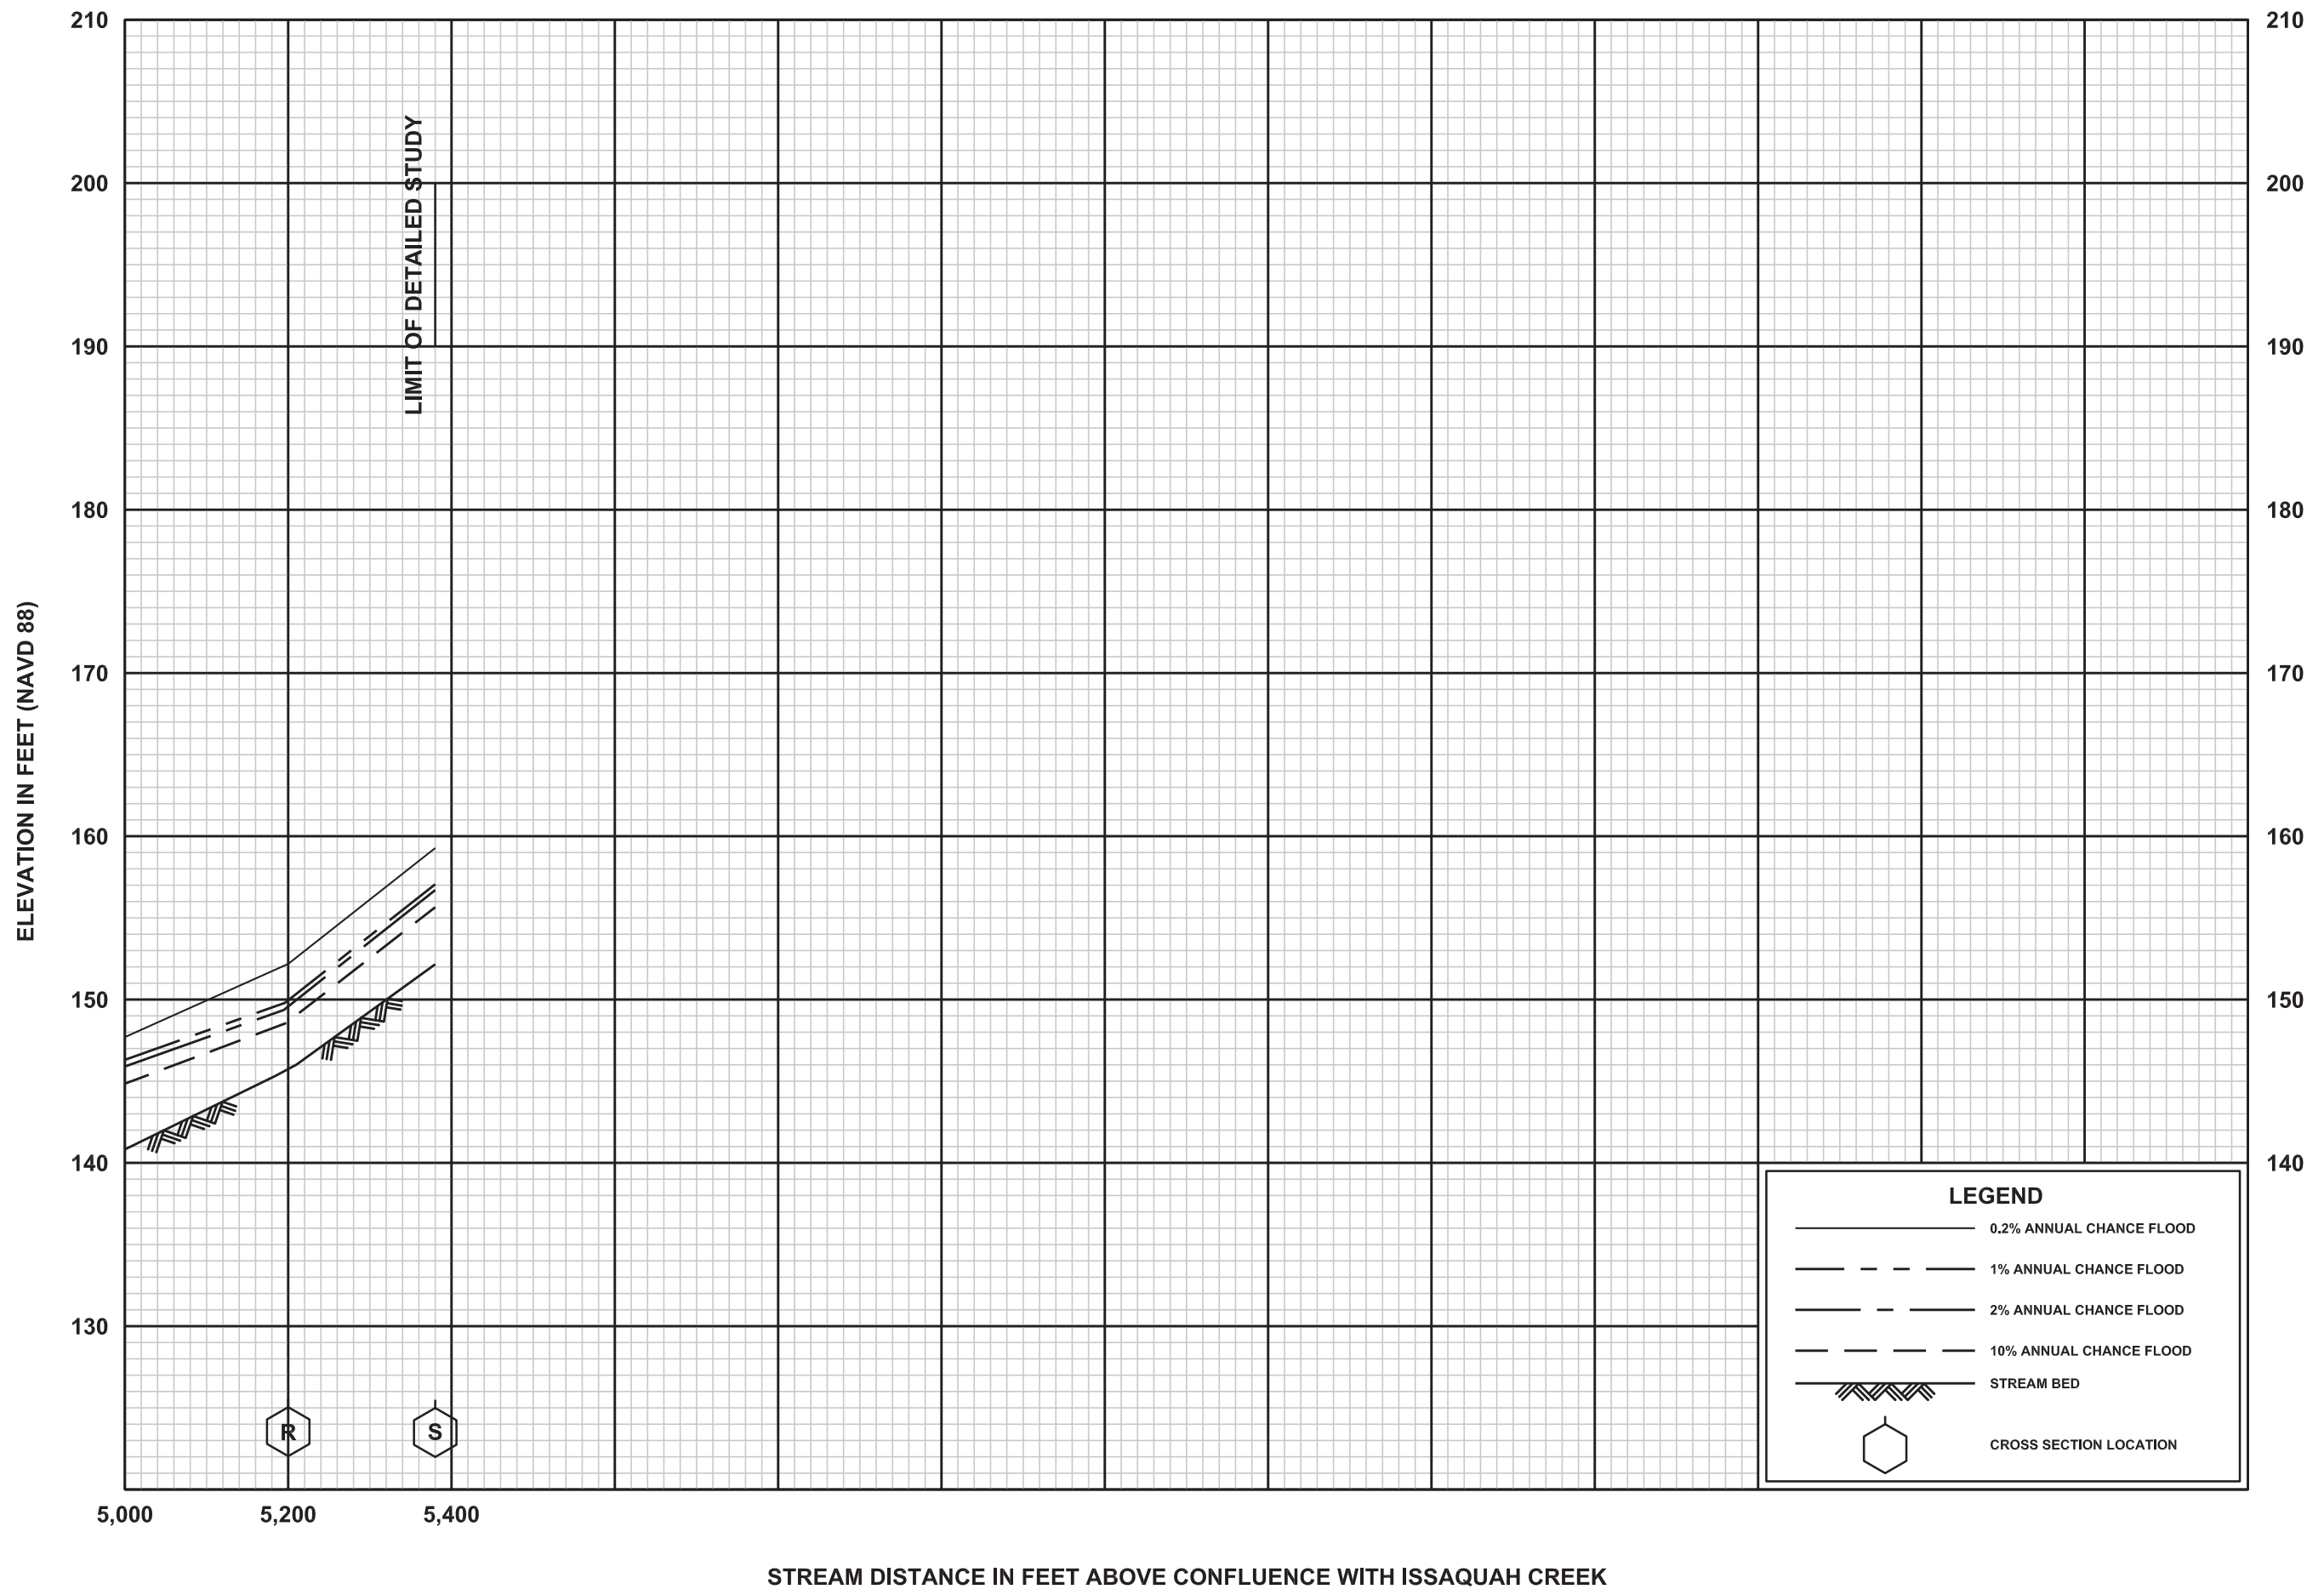 210
200
190
180
170
160
150
140
130
ELEVATION IN FEET (NAVD 88)
LIMIT OF DETAILED STUDY
210
200
190
180
170
160
150
140
LEGEND
0.2% ANNUAL CHANCE FLOOD
1% ANNUAL CHANCE FLOOD
2% ANNUAL CHANCE FLOOD
10% ANNUAL CHANCE FLOOD
STREAM BED
CROSS SECTION LOCATION
R S
5,000 5,200 5,400
STREAM DISTANCE IN FEET ABOVE CONFLUENCE WITH ISSAQUAH CREEK